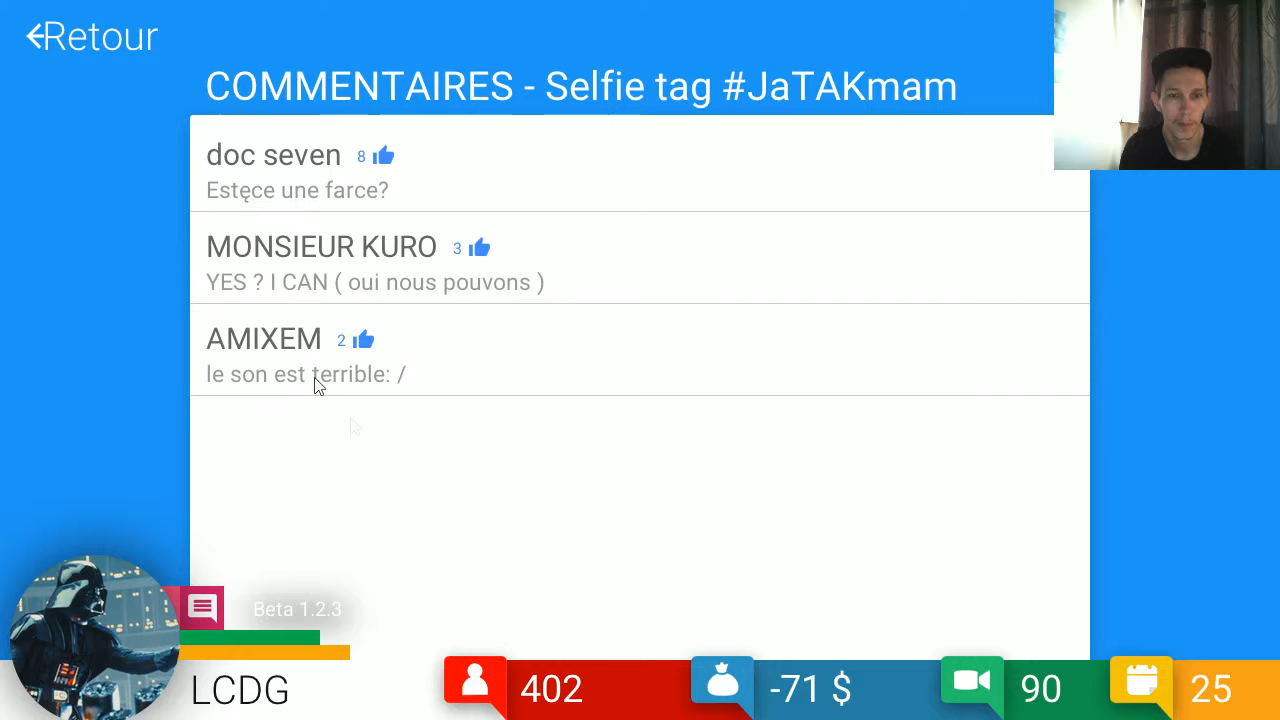 Retour
COMMENTAIRES - Selfie tag #JaTAKmam
doc seven 8
Estęce une farce?
MONSIEUR KURO 3
YES ? I CAN ( oui nous pouvons )
AMIXEM 2
le son est terrible: /
Beta 1.2.3
LCDG
402
-71 $
90
25